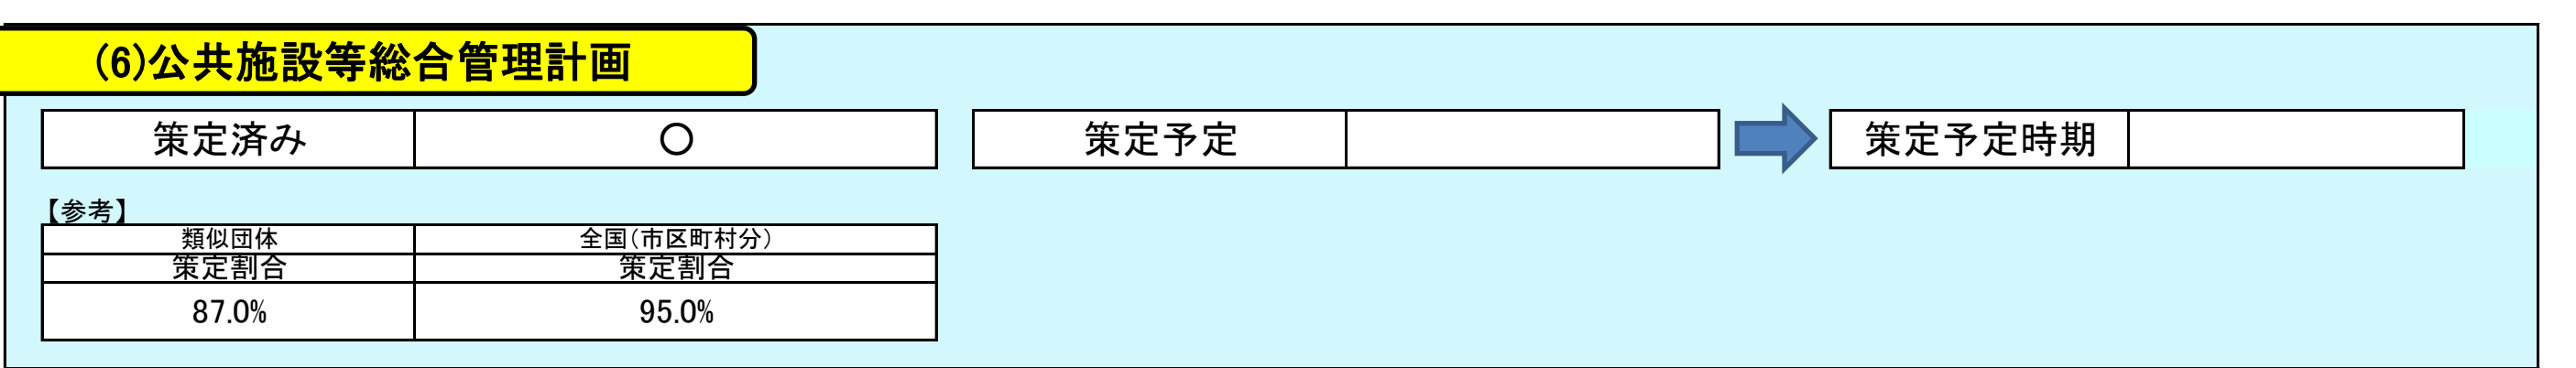 (6)公共施設等総合管理計画
策定済み ○ 策定予定 策定予定時期
【参考】
類似団体 全国(市区町村分)
策定割合 策定割合
87.0% 95.0%